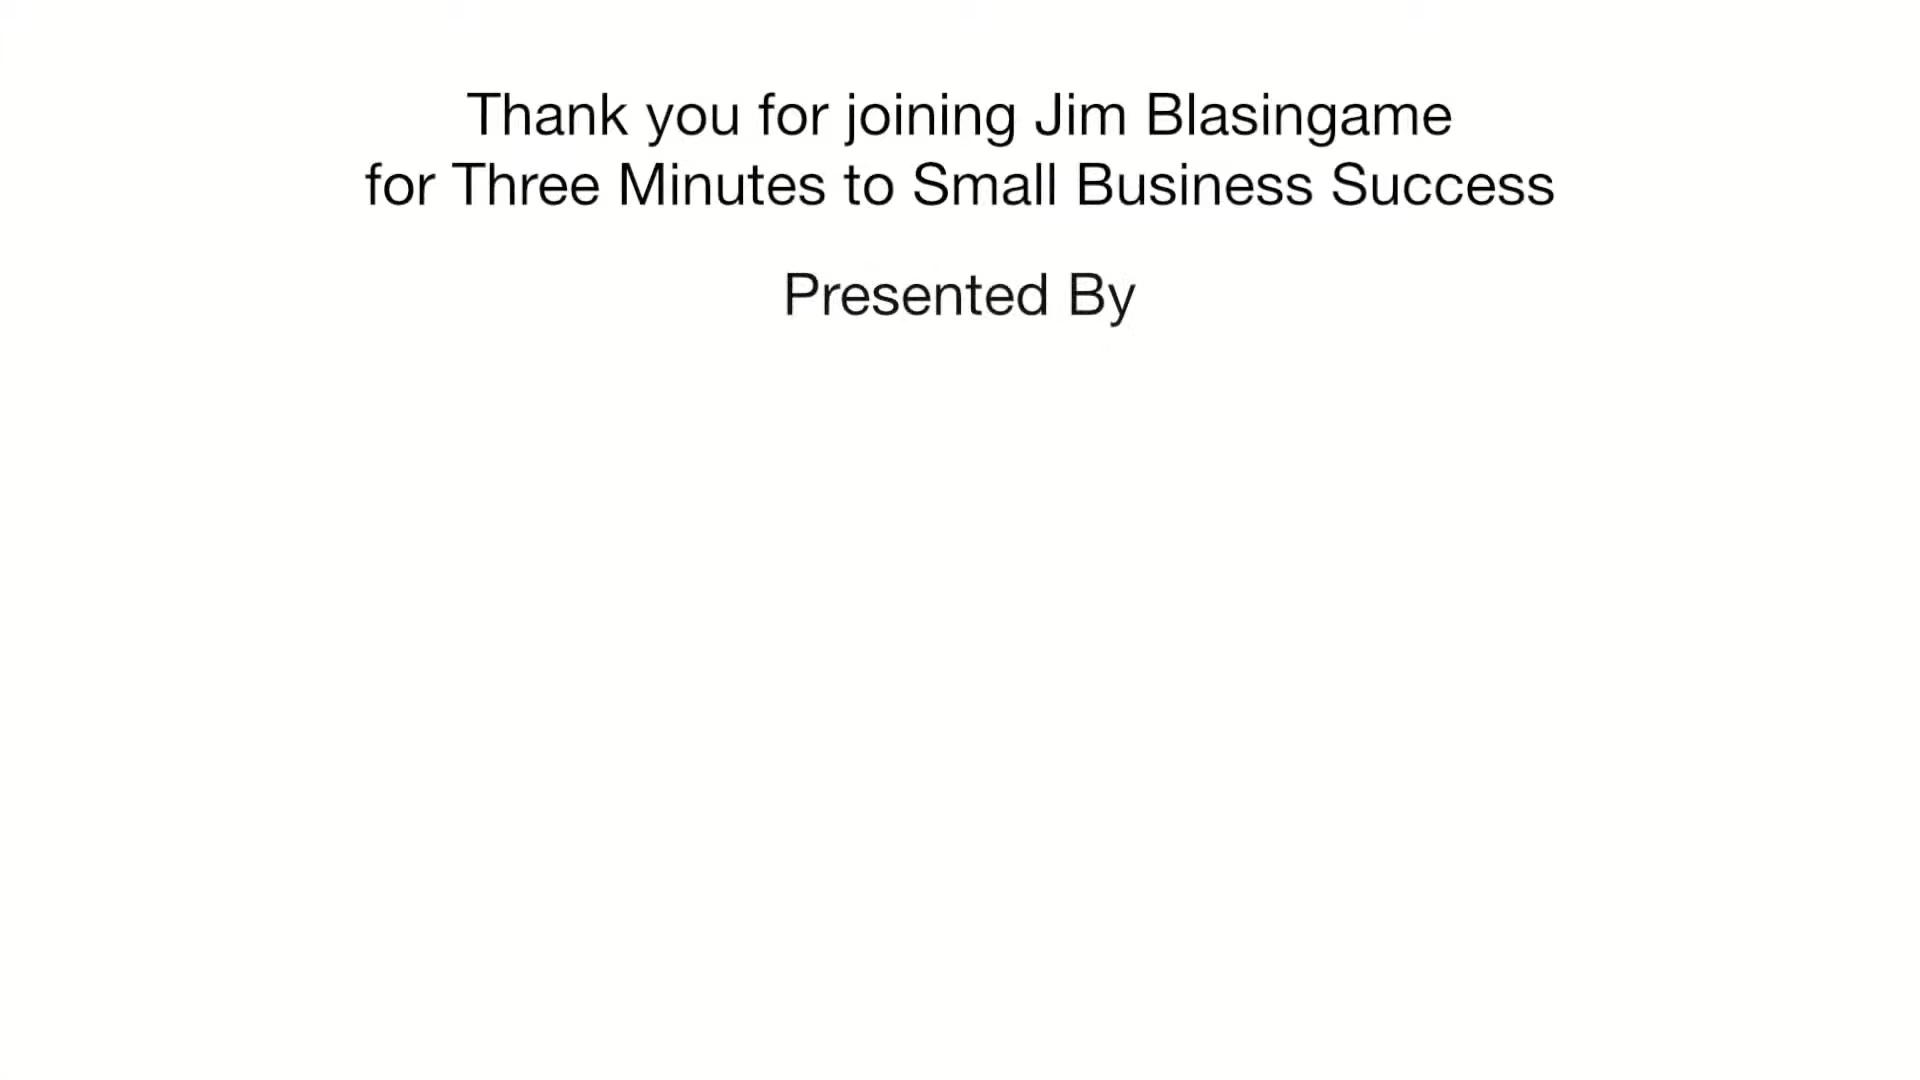 Thank you for joining Jim Blasingame
for Three Minutes to Small Business Success
Presented By